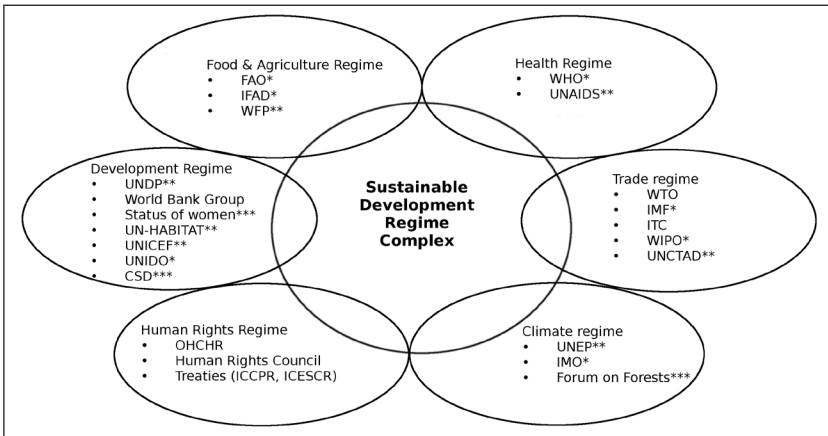 Food & Agriculture Regime
• FAO*
• IFAD*
• WFP**
Health Regime
• WHO*
• UNAIDS**
Development Regime
• UNDP**
• World Bank Group
• Status of women***
• UN-HABITAT**
• UNICEF**
• UNIDO*
• CSD***
Sustainable
Development
Regime
Complex
Trade regime
• WTO
• IMF*
• ITC
• WIPO*
• UNCTAD**
Human Rights Regime
• OHCHR
• Human Rights Council
• Treaties (ICCPR, ICESCR)
Climate regime
• UNEP**
• IMO*
• Forum on Forests***